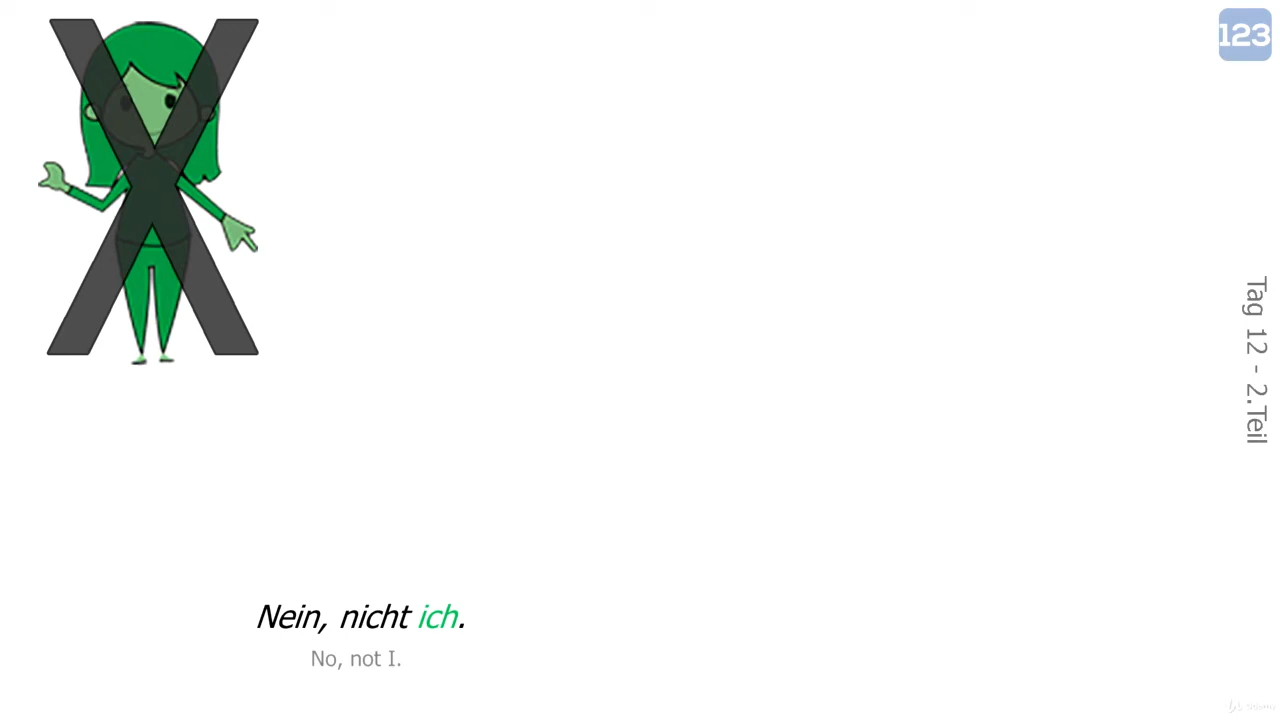 123
Tag 12 - 2.Teil
Nein, nicht ich.
No, not I.